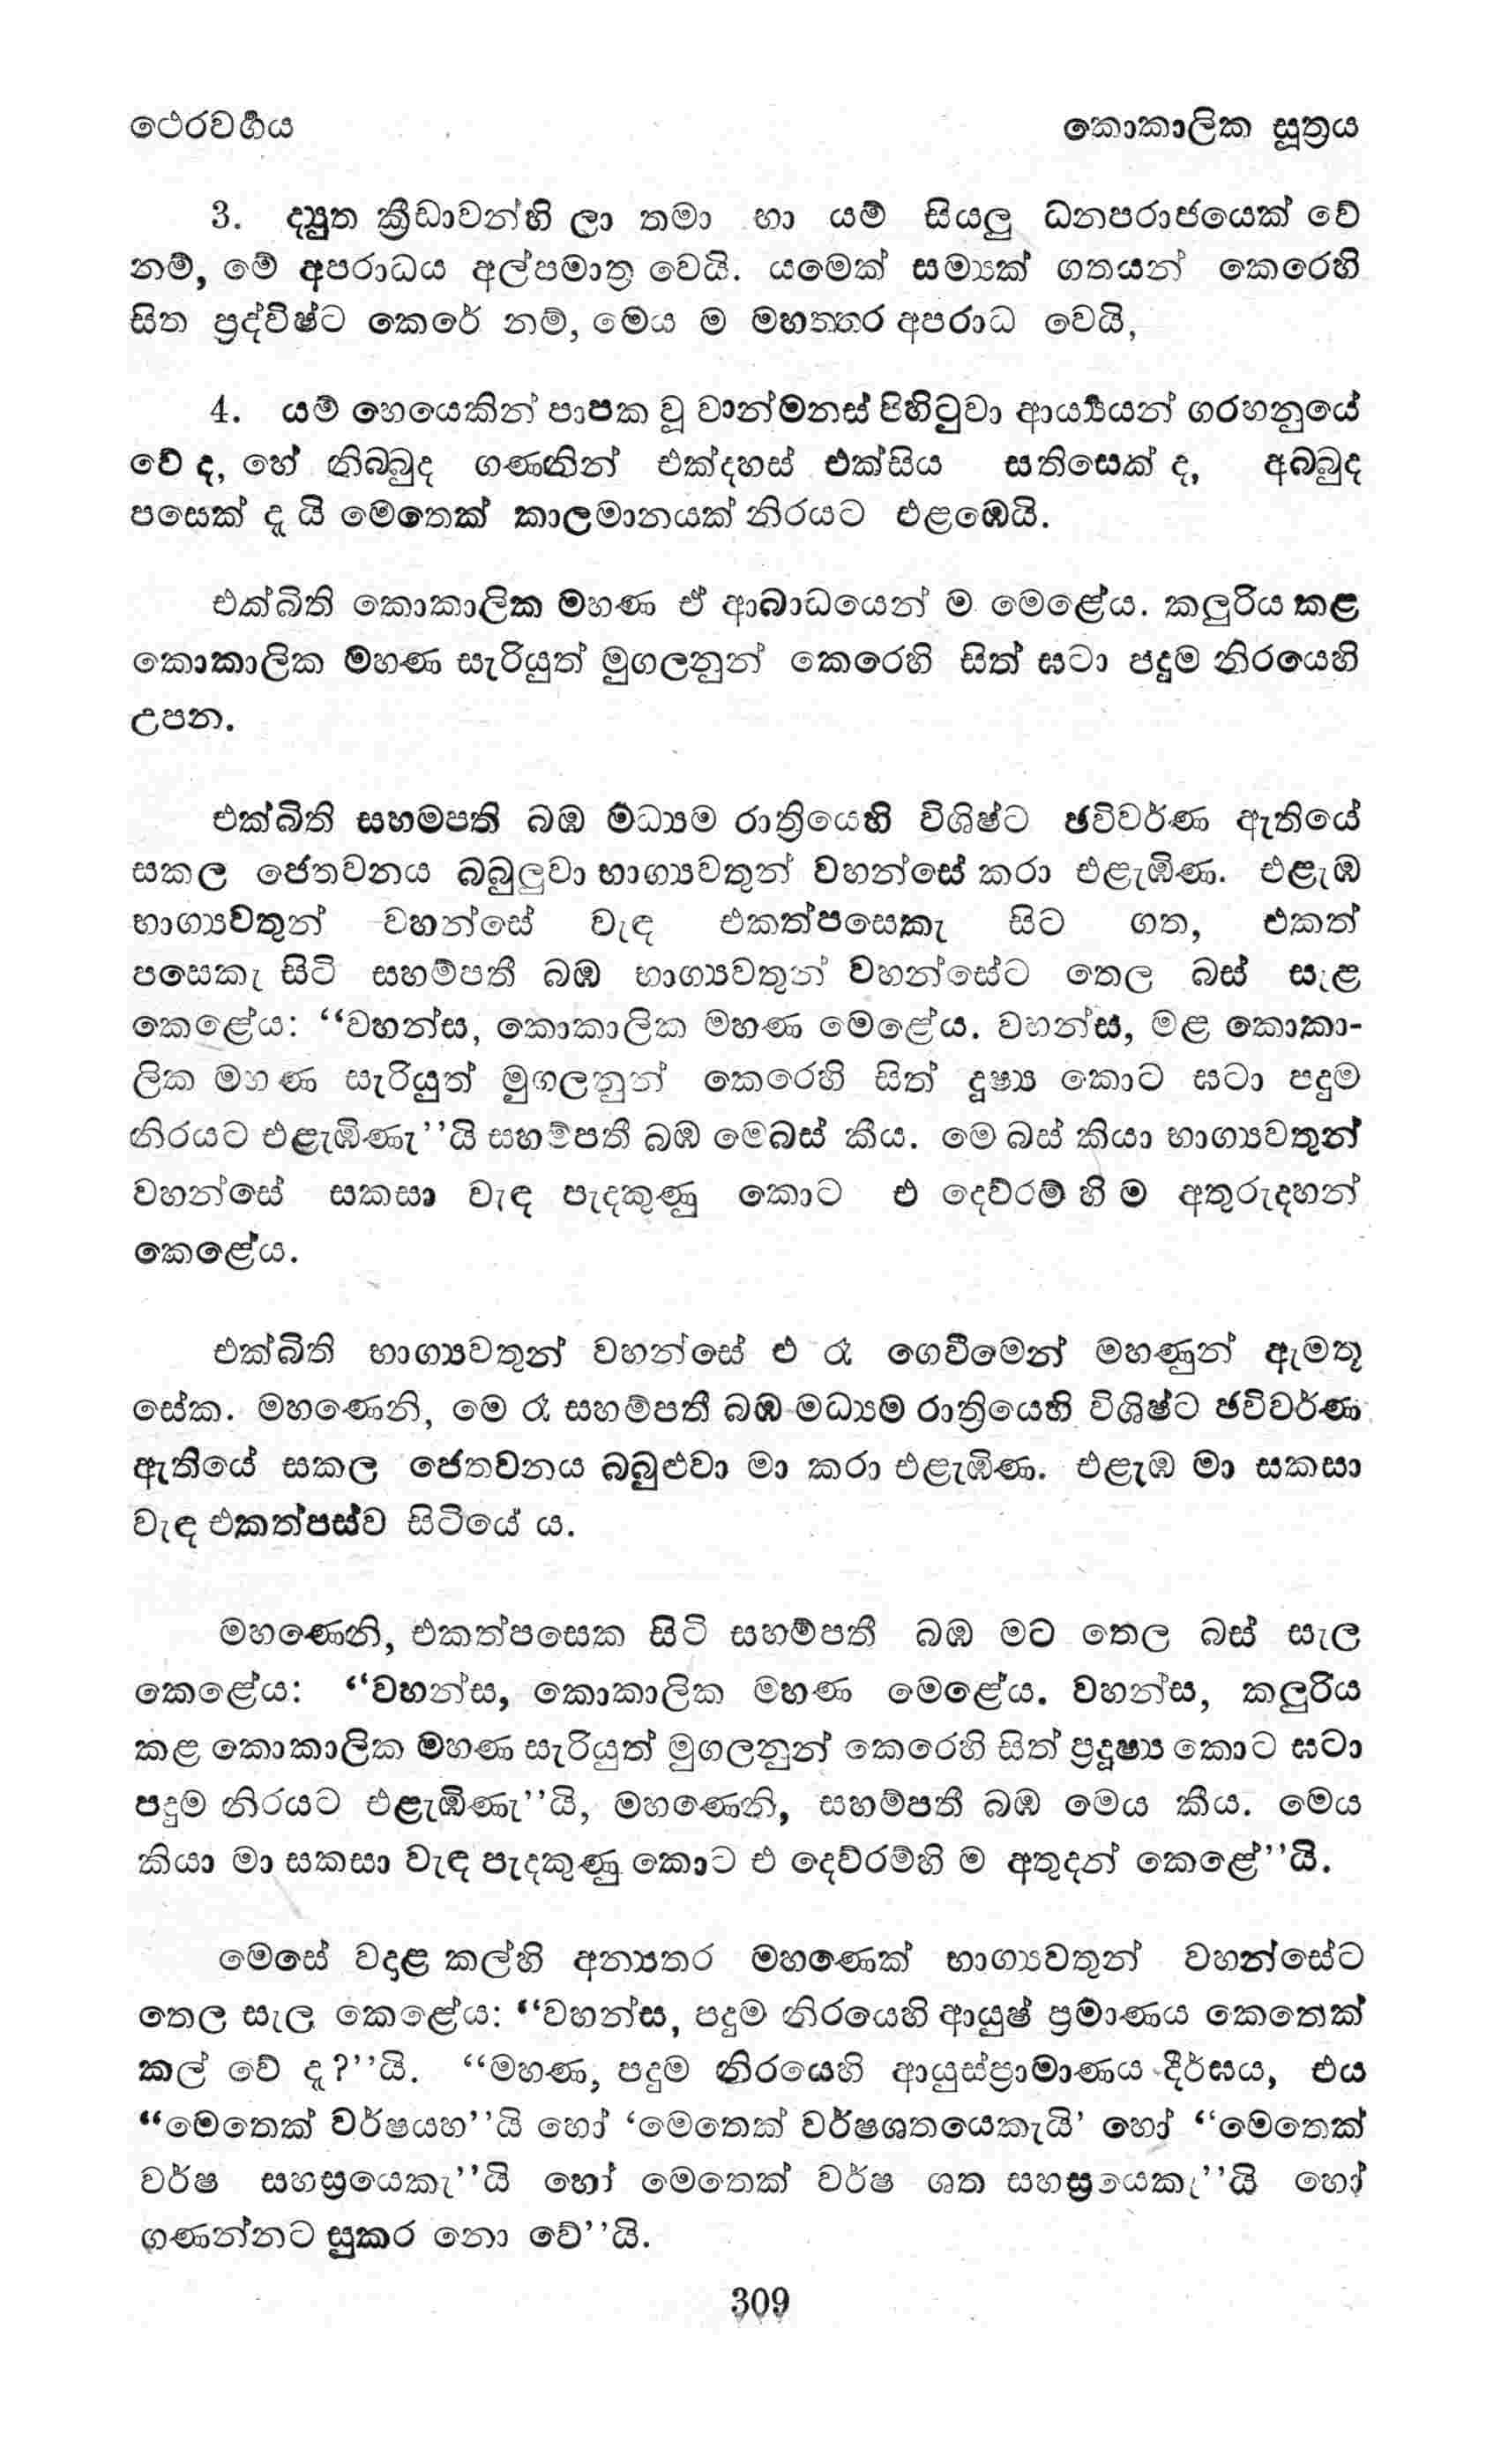 ථෙරවර්‍ගය කොකාලික සූත්‍රය
3. ද්‍යූත ක්‍රීඩාවන්හි ලා තමා හා යම් සියලු ධනපරාජයෙක් වේ
නම්, මේ අපරාධය අල්පමාත්‍ර වෙයි. යමෙක් සම්‍යක් ගතයන් කෙරෙහි
සිත ප්‍රද්විෂ්ට කෙරේ නම්, මෙය ම මහත්තර අපරාධ වෙයි,
4. යම් හෙයෙකින් පාපක වූ වාන්මනස් පිහිටුවා ආර්‍ය්‍යයන් ගරහනුයේ
වේ ද, හේ නිබ්බුද ගණනින් එක්දහස් එක්සිය සතිසෙක් ද, අබ්බුද
පසෙක් දැ යි මෙතෙක් කාලමානයක් නිරයට එළඹෙයි.
එක්බිති කොකාලික මහණ ඒ ආබාධයෙන් ම මෙළේය. කලුරිය කළ
කොකාලික මහණ සැරියුත් මුගලනුන් කෙරෙහි සිත් ඝටා පදුම නිරයෙහි
උපන.
එක්බිති සහම්පති බඹ මධ්‍යම රාත්‍රියෙහි විශිෂ්ට ඡවිවර්ණ ඇතියේ
සකල ජේතවනය බබුලුවා භාග්‍යවතුන් වහන්සේ කරා එළැඹිණ. එළැඹ
භාග්‍යවතුන් වහන්සේ වැඳ එකත්පසෙකැ සිට ගත, එකත්
පසෙකැ සිටි සහම්පතී බඹ භාග්‍යවතුන් වහන්සේට තෙල බස් සැළ
කෙළේය: “වහන්ස, කොකාලික මහණ මෙළේය. වහන්ස, මළ කොකා-
ලික මහණ සැරියුත් මුගලනුන් කෙරෙහි සිත් දූෂ්‍ය කොට ඝටා පදුම
නිරයට එළැඹිණැ’’යි සහම්පතී බඹ මෙබස් කීය. මෙ බස් කියා භාග්‍යවතුන්
වහන්සේ සකසා වැඳ පැදකුණු කොට එ දෙව්රම් හි ම අතුරුදහන්
කෙළේය.
එක්බිති භාග්‍යවතුන් වහන්සේ එ රෑ ගෙවීමෙන් මහණුන් ඇමතූ
සේක. මහණෙනි, මෙ රෑ සහම්පතී බඹ මධ්‍යම රාත්‍රියෙහි විශිෂ්ට ඡවිවර්ණ
ඇතියේ සකල ජේතවනය බබුළුවා මා කරා එළැඹිණ. එළැඹ මා සකසා
වැඳ එකත්පස්ව සිටියේ ය.
මහණෙනි, එකත්පසෙක සිටි සහම්පතී බඹ මට තෙල බස් සැල
කෙළේය: “වහන්ස, කොකාලික මහණ මෙළේය. වහන්ස, කලුරිය
කළ කොකාලික මහණ සැරියුත් මුගලනුන් කෙරෙහි සිත් ප්‍රදූෂ්‍ය කොට ඝටා
පදුම නිරයට එළැඹිණැ’’යි, මහණෙනි, සහම්පතී බඹ මෙය කීය. මෙය
කියා මා සකසා වැඳ පැදකුණු කොට එ දෙව්රම්හි ම අතුදන් කෙළේ’’යි.
මෙසේ වදාළ කල්හි අන්‍යතර මහණෙක් භාග්‍යවතුන් වහන්සේට
තෙල සැල කෙළේය: “වහන්ස, පදුම නිරයෙහි ආයුෂ් ප්‍රමාණය කෙතෙක්
කල් වේ ද?’’යි. “මහණ, පදුම නිරයෙහි ආයුස්ප්‍රාමාණය දීර්ඝය, එය
“මෙතෙක් වර්ෂයහ’’යි හෝ ‘මෙතෙක් වර්ෂශතයෙකැයි’ හෝ “මෙතෙක්
වර්ෂ සහස්‍රයෙකැ’’යි හෝ මෙතෙක් වර්ෂ ශත සහස්‍රයෙකැ’’යි හෝ
ගණන්නට සුකර නො වේ’’යි.
309